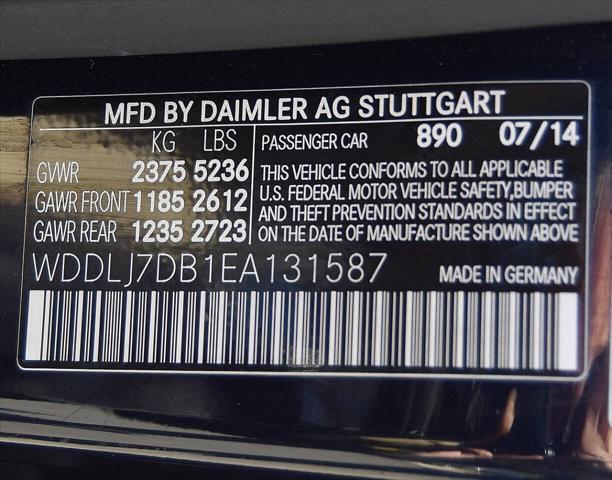 MFD BY DAIMLER AG STUTTGART
KG LBS
GVWR 2375 5236
GAWR FRONT 1185 2612
GAWR REAR 1235 2723
PASSENGER CAR 890 07/14
THIS VEHICLE CONFORMS TO ALL APPLICABLE
U.S. FEDERAL MOTOR VEHICLE SAFETY,BUMPER
AND THEFT PREVENTION STANDARDS IN EFFECT
ON THE DATE OF MANUFACTURE SHOWN ABOVE
WDDLJ7DB1EA131587
MADE IN GERMANY